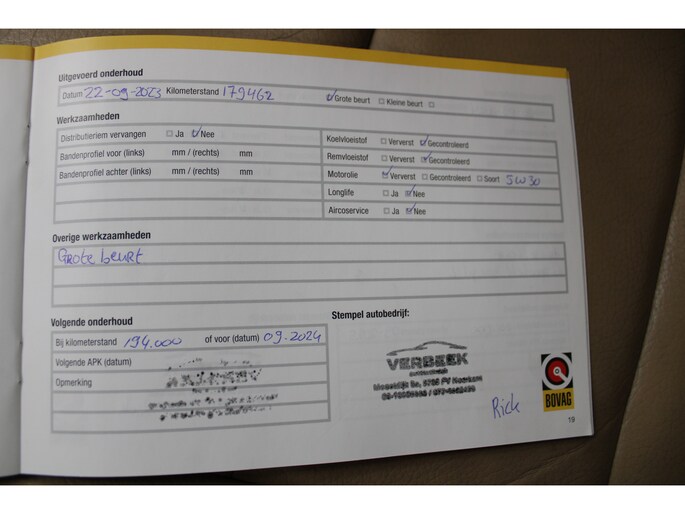 Uitgevoerd onderhoud
Datum 22-09-2023 Kilometerstand 179462 Grote beurt Kleine beurt
Werkzaamheden
Distributieriem vervangen Ja Nee
Bandenprofiel voor (links) mm / (rechts) mm
Bandenprofiel achter (links) mm / (rechts) mm
Koelvloeistof Ververst Gecontroleerd
Remvloeistof Ververst Gecontroleerd
Motorolie Ververst Gecontroleerd Soort 5W30
Longlife Ja Nee
Aircoservice Ja Nee
Overige werkzaamheden
Grote beurt
Volgende onderhoud
Bij kilometerstand 194.000 of voor (datum) 09-2024
Volgende APK (datum)
Opmerking
Stempel autobedrijf:
VERBEEK
Rick
BOVAG
19